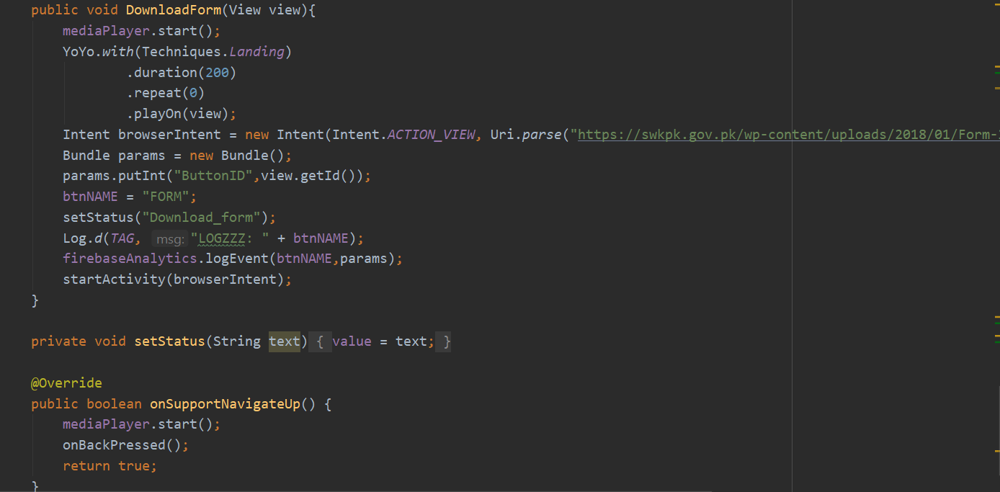 public void DownloadForm(View view){
mediaPlayer.start();
YoYo.with(Techniques.Landing)
.duration(200)
.repeat(0)
.playOn(view);
Intent browserIntent = new Intent(Intent.ACTION_VIEW, Uri.parse("https://swkpk.gov.pk/wp-content/uploads/2018/01/Form-
Bundle params = new Bundle();
params.putInt("ButtonID",view.getId());
btnNAME = "FORM";
setStatus("Download_form");
Log.d(TAG, msg: "LOGZZZ: " + btnNAME);
firebaseAnalytics.logEvent(btnNAME,params);
startActivity(browserIntent);
}
private void setStatus(String text) { value = text; }
@Override
public boolean onSupportNavigateUp() {
mediaPlayer.start();
onBackPressed();
return true;
}